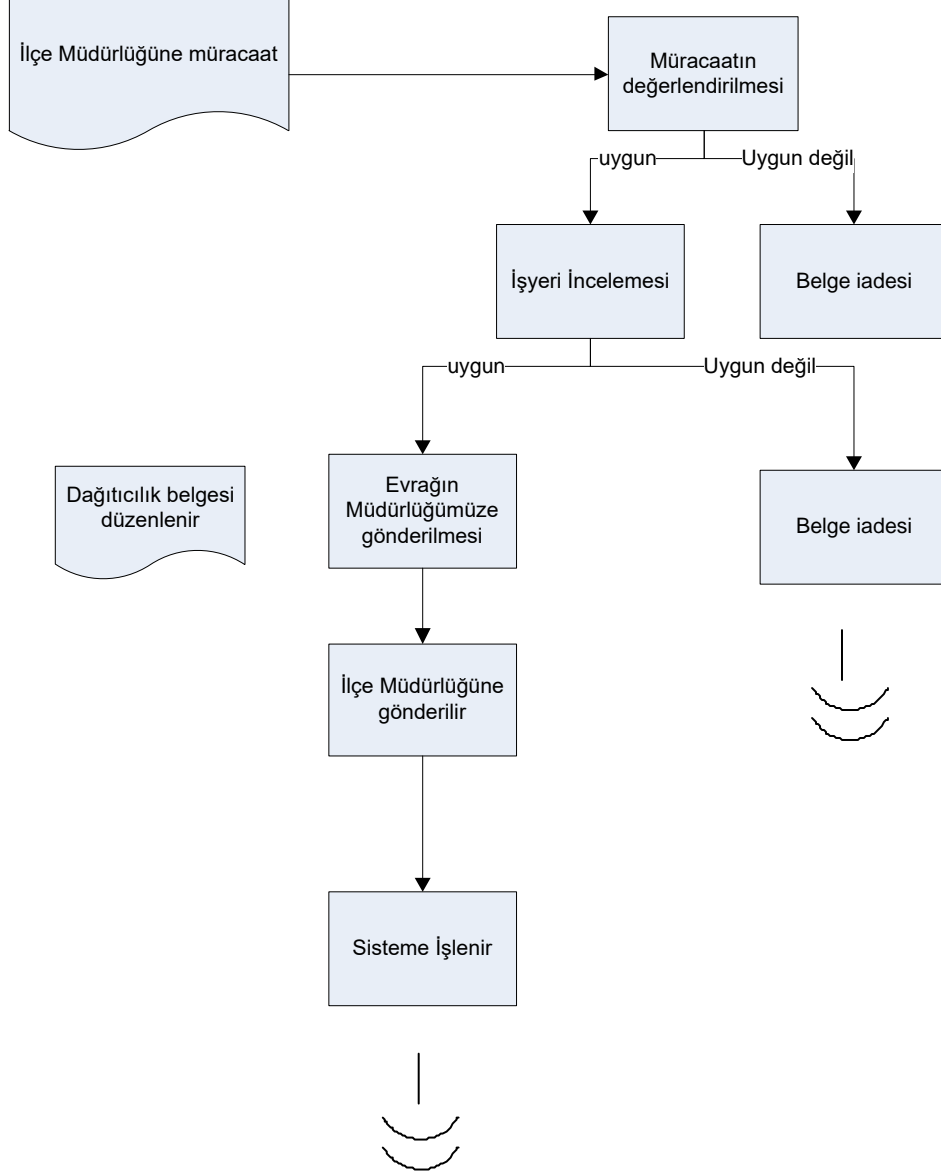 İlçe Müdürlüğüne müracaat
Müracaatın
değerlendirilmesi
uygun
Uygun değil
İşyeri İncelemesi
Belge iadesi
uygun
Uygun değil
Dağıtıcılık belgesi
düzenlenir
Evrağın
Müdürlüğümüze
gönderilmesi
Belge iadesi
İlçe Müdürlüğüne
gönderilir
Sisteme İşlenir